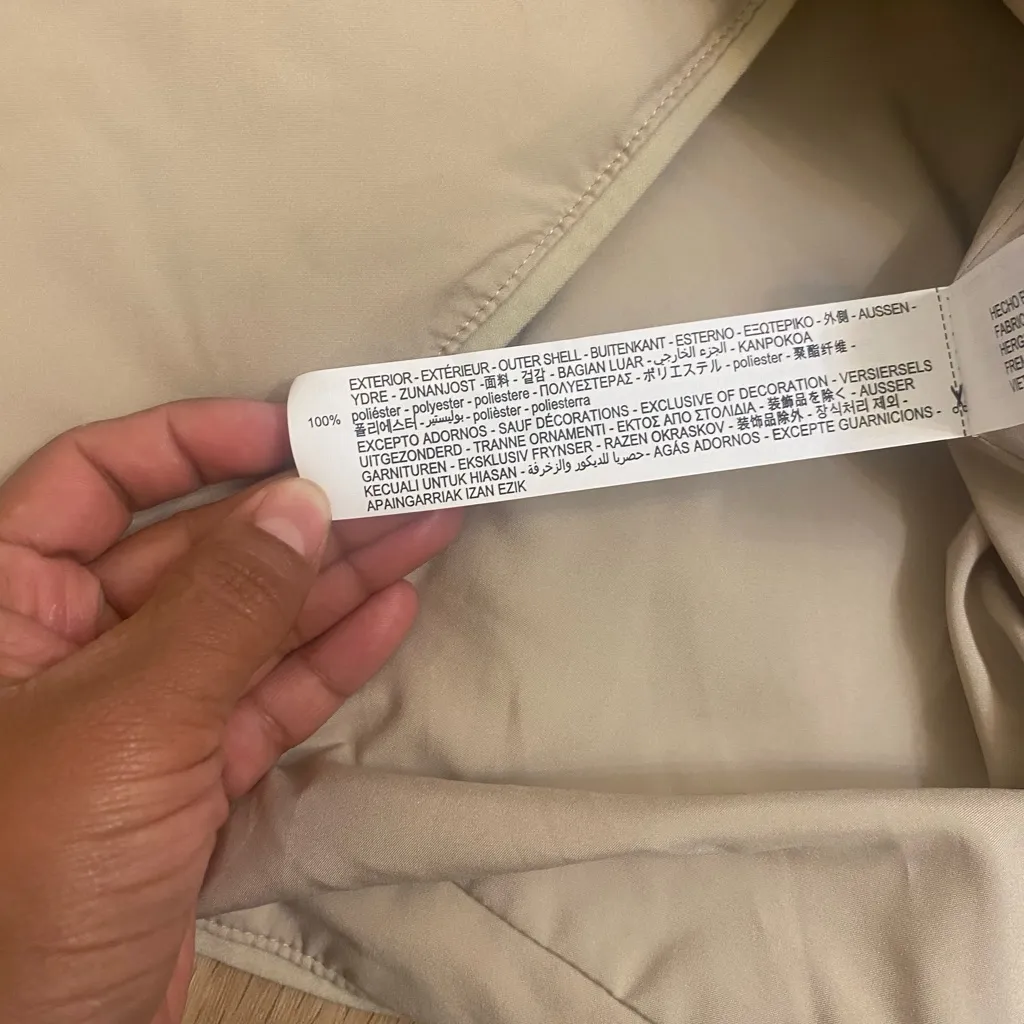 EXTERIOR - EXTÉRIEUR - OUTER SHELL - BUITENKANT - ESTERNO - ΕΞΩΤΕΡΙΚΟ - 外側 - AUSSEN -
YDRE - ZUNANJOST - 面料 - 겉감 - BAGIAN LUAR - الجزء الخارجي - KANPOKOA
100% poliéster - polyester - poliestere - ΠΟΛΥΕΣΤΕΡΑΣ - ポリエステル - poliester - 聚酯纤维 -
폴리에스터 - بوليستير - polièster - poliesterra
EXCEPTO ADORNOS - SAUF DÉCORATIONS - EXCLUSIVE OF DECORATION - VERSIERSELS
UITGEZONDERD - TRANNE ORNAMENTI - ΕΚΤΟΣ ΑΠΟ ΣΤΟΛΙΔΙΑ - 装飾品を除く - AUSSER
GARNITUREN - EKSKLUSIV FRYNSER - RAZEN OKRASKOV - 装饰品除外 - 장식처리 제외 -
KECUALI UNTUK HIASAN - حصريا للديكور والزخرفة - AGÁS ADORNOS - EXCEPTE GUARNICIONS -
APAINGARRIAK IZAN EZIK
HECHO